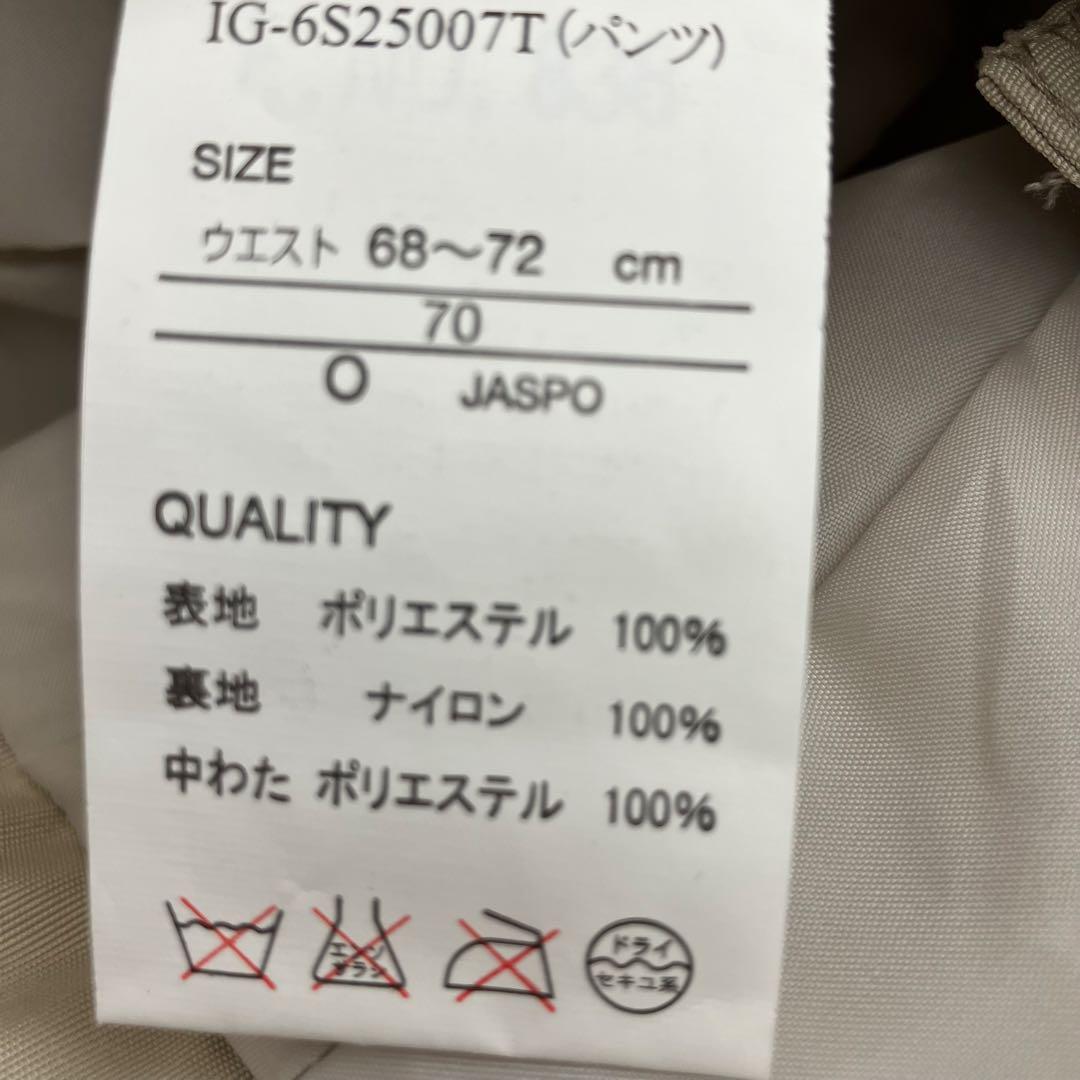 IG-6S25007T(パンツ)
SIZE
ウエスト 68〜72 cm
70
O JASPO
QUALITY
表地 ポリエステル 100%
裏地 ナイロン 100%
中わた ポリエステル 100%
エンソ
サラシ
ドライ
セキユ系